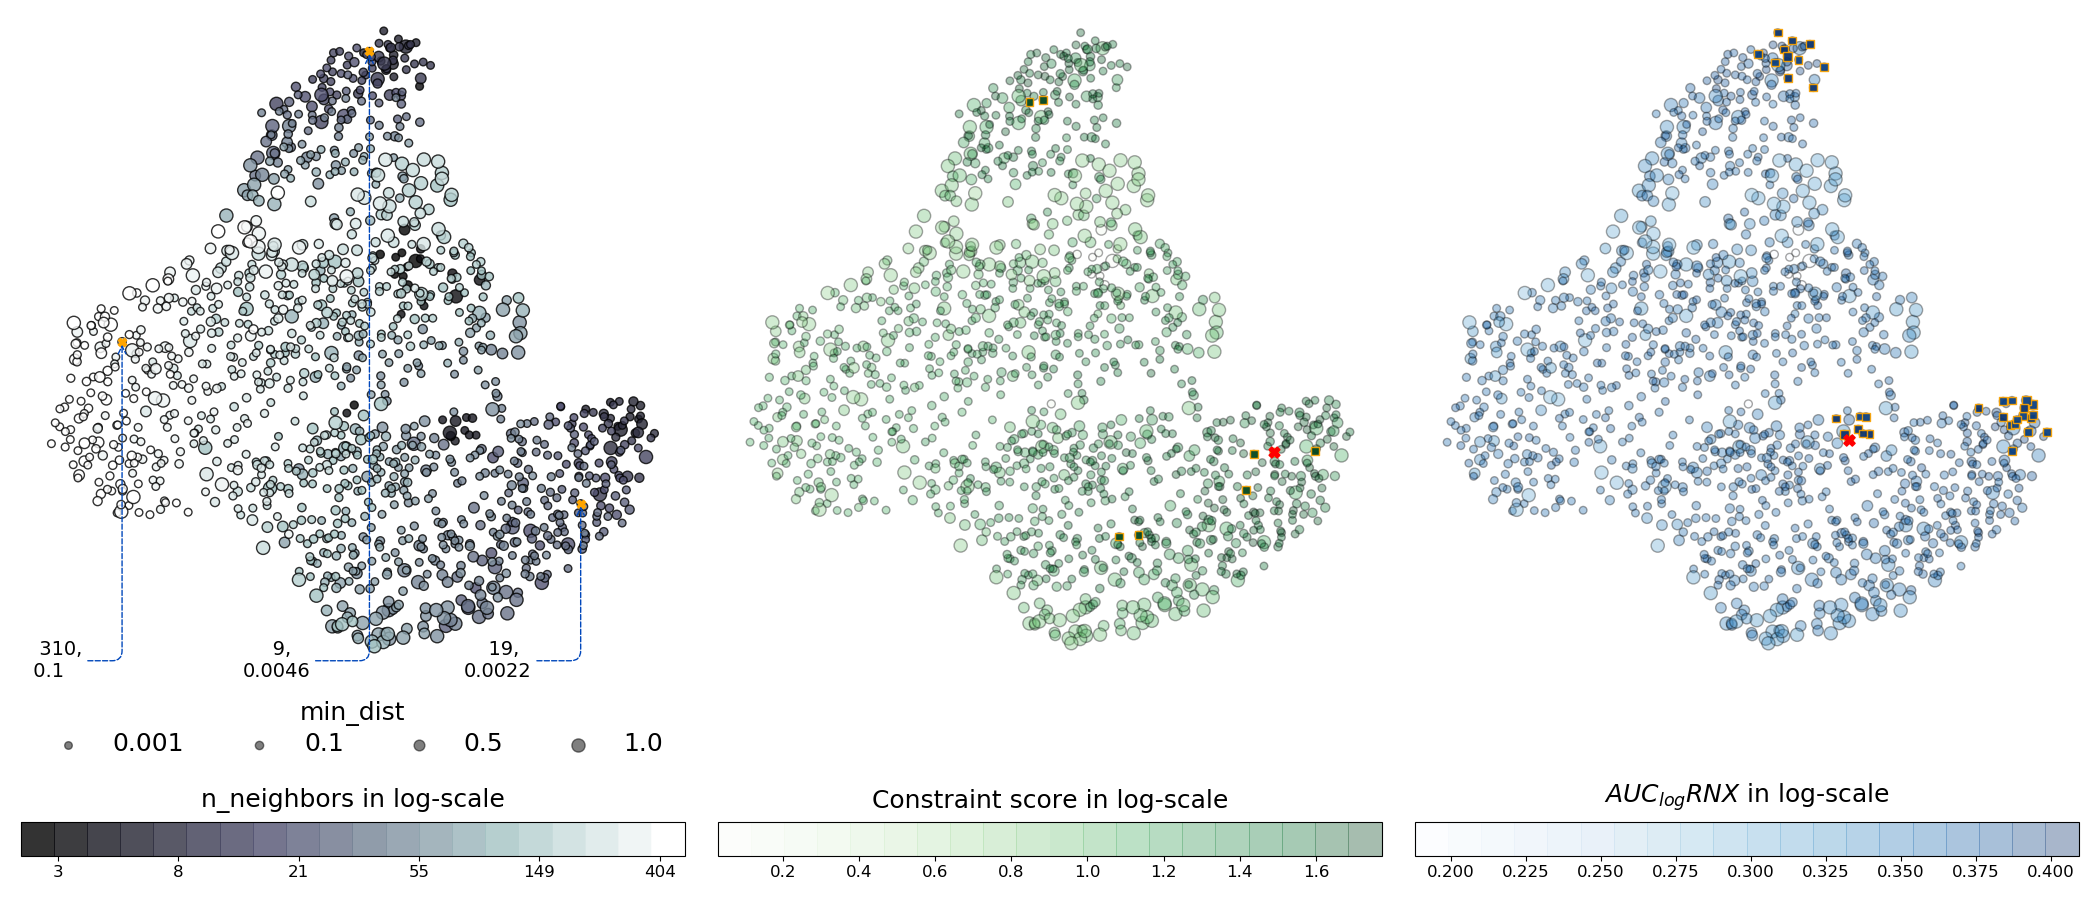 310,
0.1
9,
0.0046
19,
0.0022
min_dist
0.001 0.1 0.5 1.0
n_neighbors in log-scale
3 8 21 55 149 404
Constraint score in log-scale
0.2 0.4 0.6 0.8 1.0 1.2 1.4 1.6
AUC_{log}RNX in log-scale
0.200 0.225 0.250 0.275 0.300 0.325 0.350 0.375 0.400